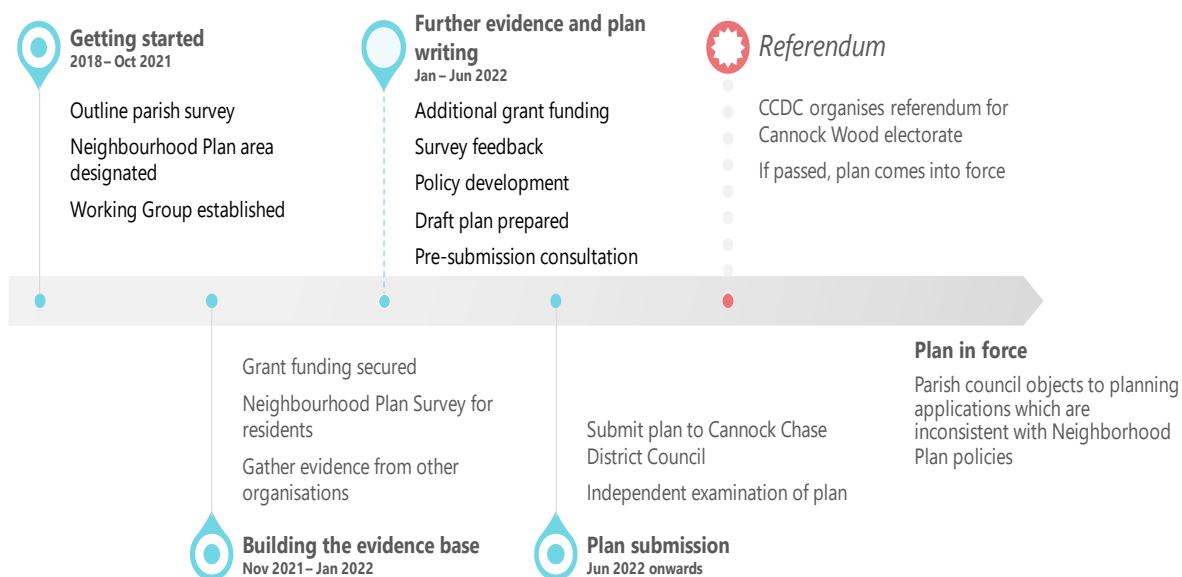 Getting started
2018– Oct 2021
Outline parish survey
Neighbourhood Plan area
designated
Working Group established
Further evidence and plan
writing
Jan – Jun 2022
Additional grant funding
Survey feedback
Policy development
Draft plan prepared
Pre-submission consultation
Referendum
CCDC organises referendum for
Cannock Wood electorate
If passed, plan comes into force
Grant funding secured
Neighbourhood Plan Survey for
residents
Gather evidence from other
organisations
Building the evidence base
Nov 2021– Jan 2022
Submit plan to Cannock Chase
District Council
Independent examination of plan
Plan submission
Jun 2022 onwards
Plan in force
Parish council objects to planning
applications which are
inconsistent with Neighborhood
Plan policies